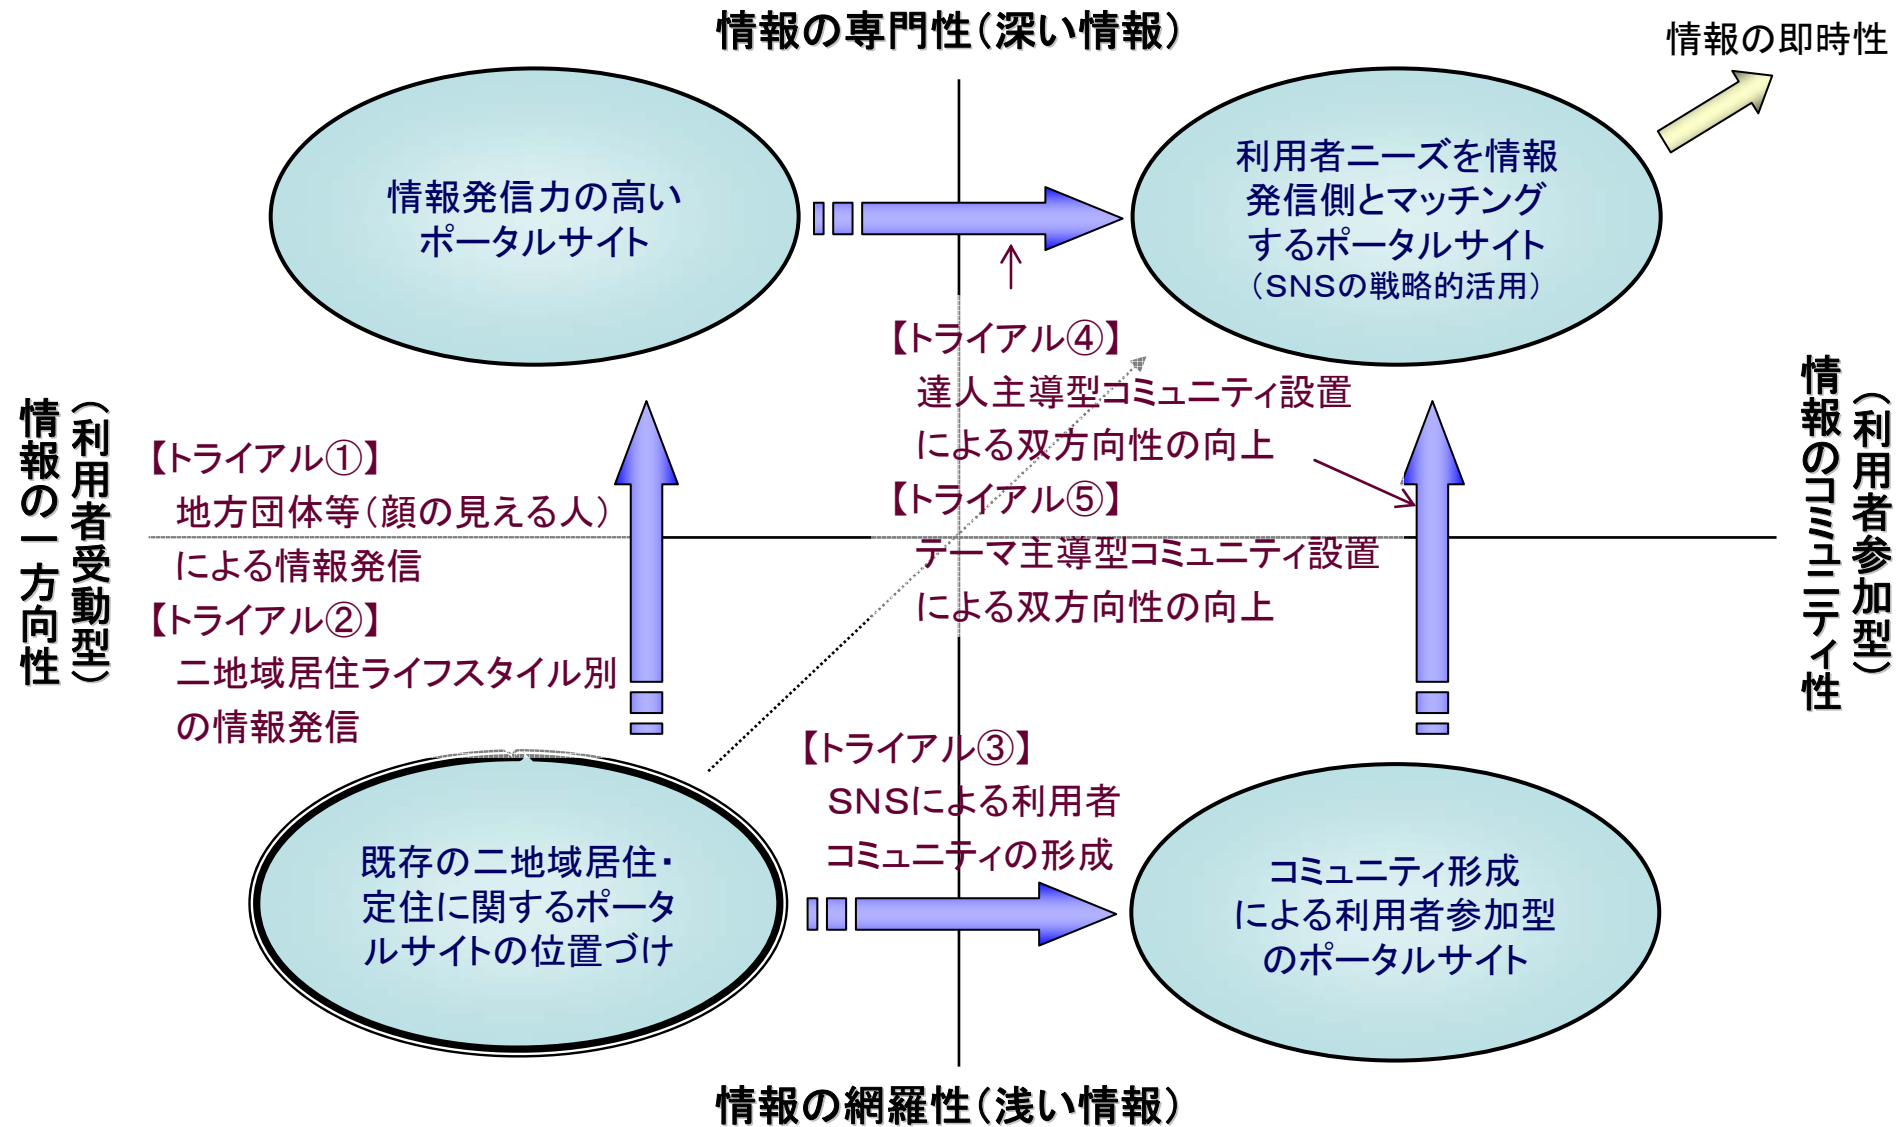 情報の専門性（深い情報）
情報の即時性
情報発信力の高い
ポータルサイト
利用者ニーズを情報
発信側とマッチング
するポータルサイト
（SNSの戦略的活用）
情報の一方向性
（利用者受動型）
【トライアル①】
地方団体等（顔の見える人）
による情報発信
【トライアル②】
二地域居住ライフスタイル別
の情報発信
【トライアル④】
達人主導型コミュニティ設置
による双方向性の向上
【トライアル⑤】
テーマ主導型コミュニティ設置
による双方向性の向上
（利用者参加型）
情報のコミュニティ性
【トライアル③】
SNSによる利用者
コミュニティの形成
既存の二地域居住・
定住に関するポータ
ルサイトの位置づけ
コミュニティ形成
による利用者参加型
のポータルサイト
情報の網羅性（浅い情報）